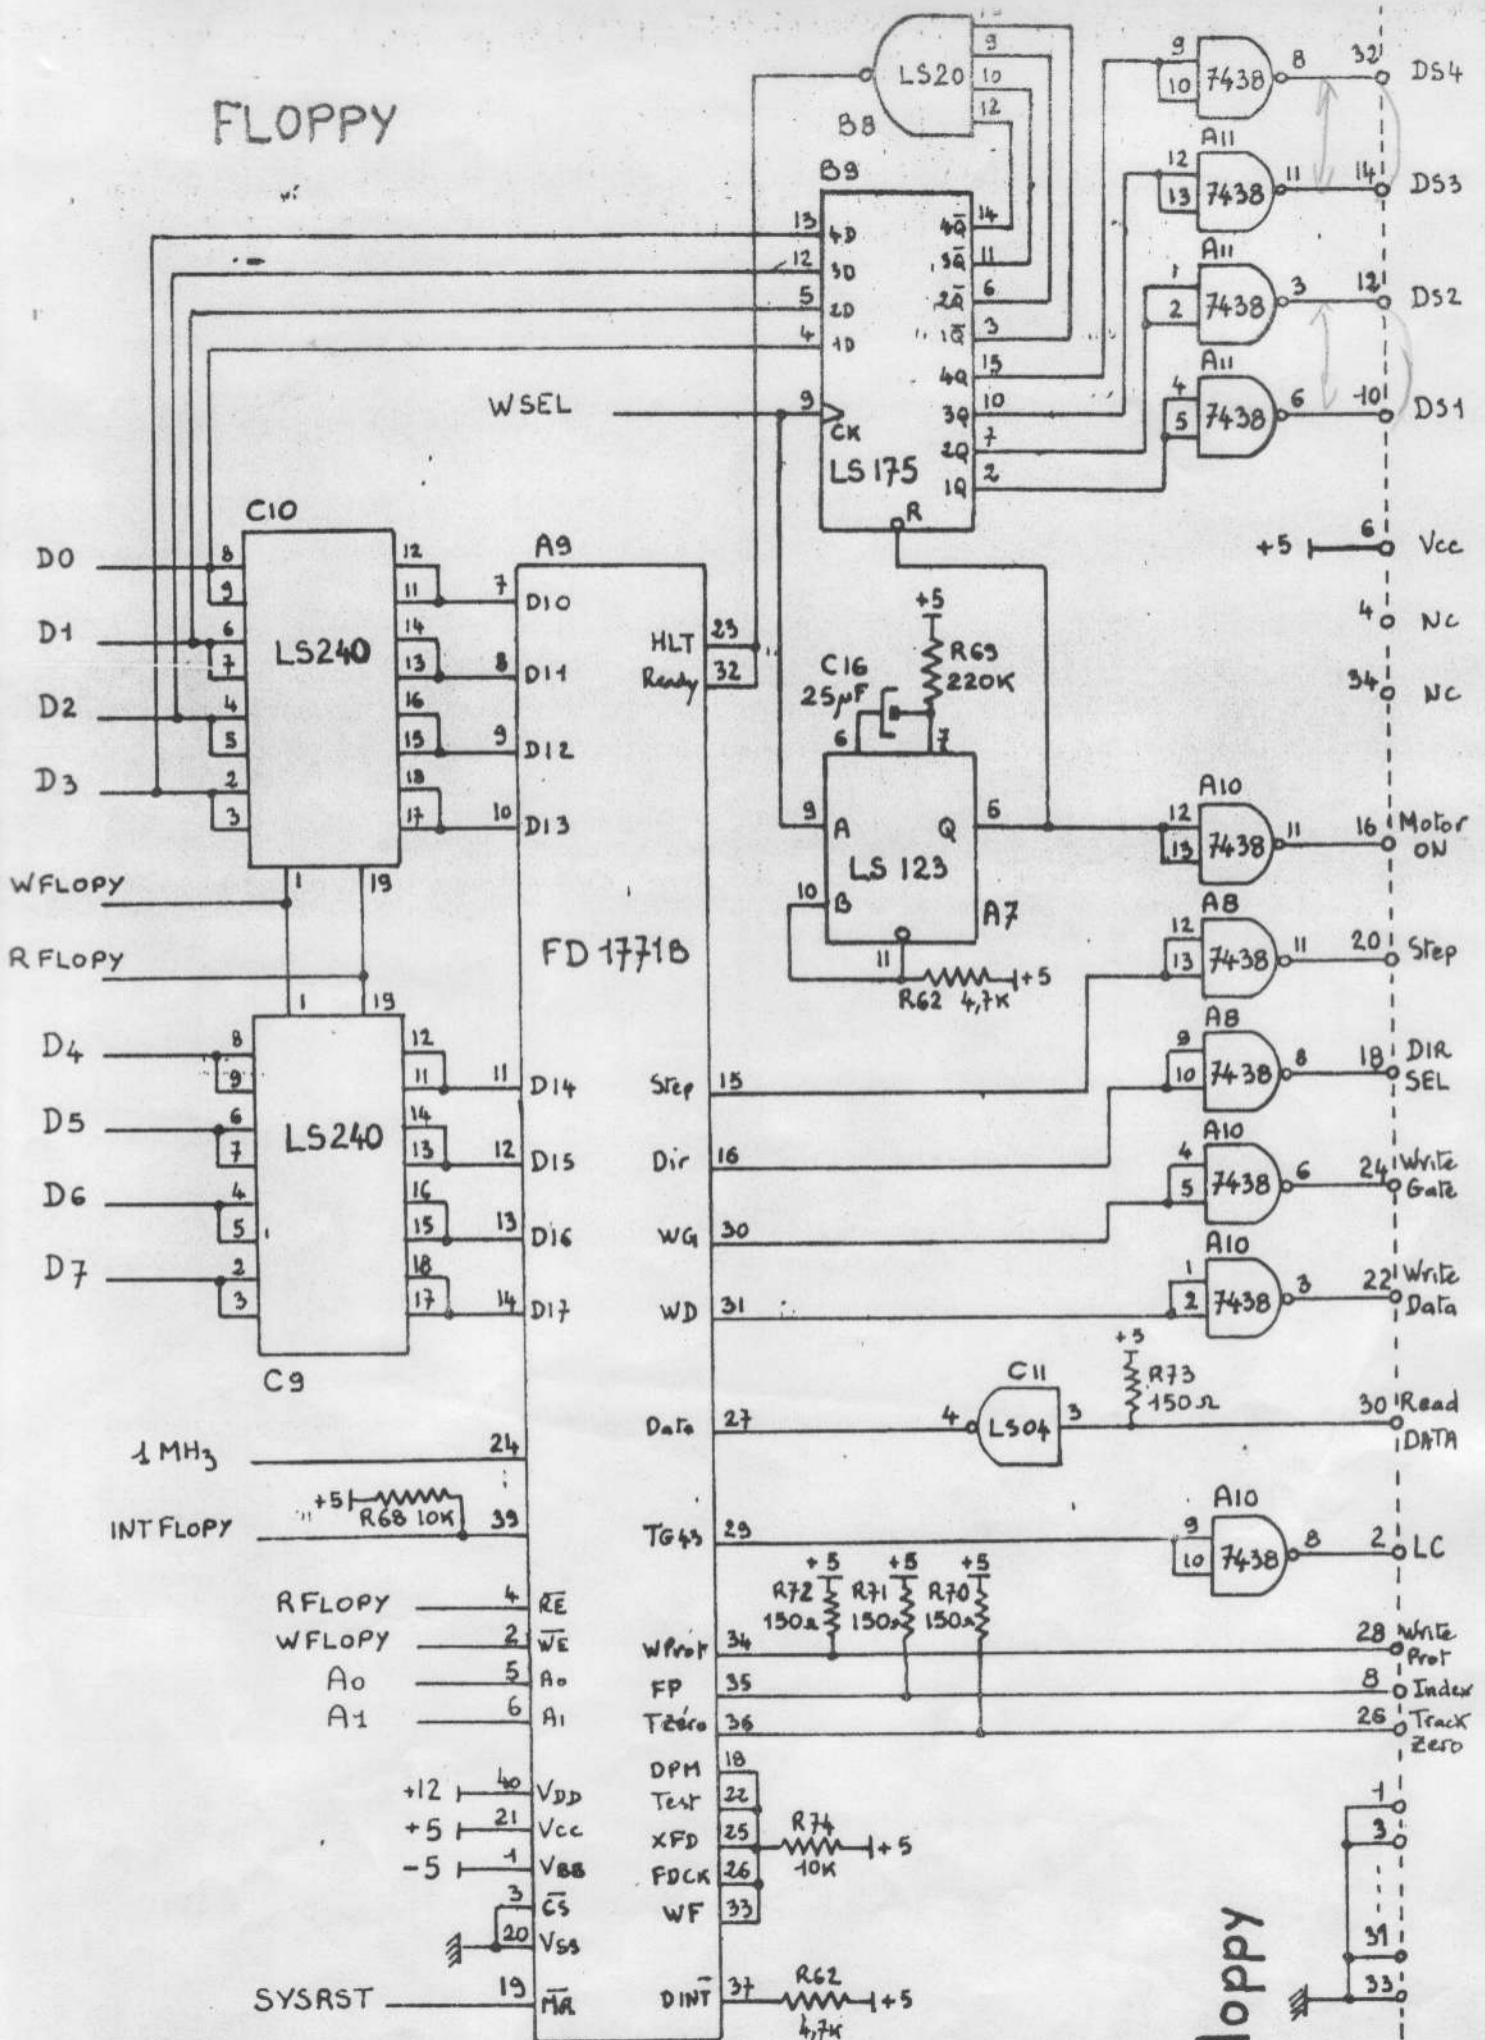 FLOPPY
LS20
B8
9
10
12
9
10
7438
8
32
DS4
A11
12
13
7438
11
14
DS3
A11
1
2
7438
3
12
DS2
A11
4
5
7438
6
10
DS1
B9
13 4D
12 3D
5 2D
4 1D
4Q̅ 14
3Q̅ 11
2Q̅ 6
1Q̅ 3
4Q 15
3Q 10
2Q 7
1Q 2
WSEL
9
CK
LS175
R
+5
6
Vcc
4
NC
34
NC
C10
D0
D1
D2
D3
8
9
6
7
4
5
2
3
LS240
12
11
14
13
16
15
18
17
1
19
WFLOPY
RFLOPY
1
19
D4
D5
D6
D7
8
9
6
7
4
5
2
3
LS240
12
11
14
13
16
15
18
17
C9
A9
7 DI0
8 DI1
9 DI2
10 DI3
FD 1771B
11 DI4
12 DI5
13 DI6
14 DI7
HLT 23
Ready 32
+5
R69
220K
C16
25µF
6
7
9 A
Q 5
LS 123
10 B
A7
11
R62 4,7K
+5
A10
12
13
7438
11
16
Motor
ON
A8
12
13
7438
11
20
Step
A8
9
10
7438
8
18
DIR
SEL
A10
4
5
7438
6
24
Write
Gate
A10
1
2
7438
3
22
Write
Data
Step 15
Dir 16
WG 30
WD 31
Data 27
C11
4
LS04
3
+5
R73
150Ω
30
Read
DATA
1 MHz
24
+5
R68 10K
INTFLOPY
39
TG43 29
A10
9
10
7438
8
2
LC
+5 +5 +5
R72 R71 R70
150Ω 150Ω 150Ω
RFLOPY 4 R̅E̅
WFLOPY 2 W̅E̅
A0 5 A0
A1 6 A1
WProt 34
28
Write
Prot
FP 35
8
Index
Tzéro 36
26
Track
Zero
+12 40 VDD
+5 21 Vcc
-5 1 VBB
3 C̅S̅
20 VSS
SYSRST 19 M̅R̅
DPM 18
Test 22
XFD 25
FDCK 26
WF 33
R74
10K
+5
DINT̅ 37
R62
4,7K
+5
1
3
31
33
loppy